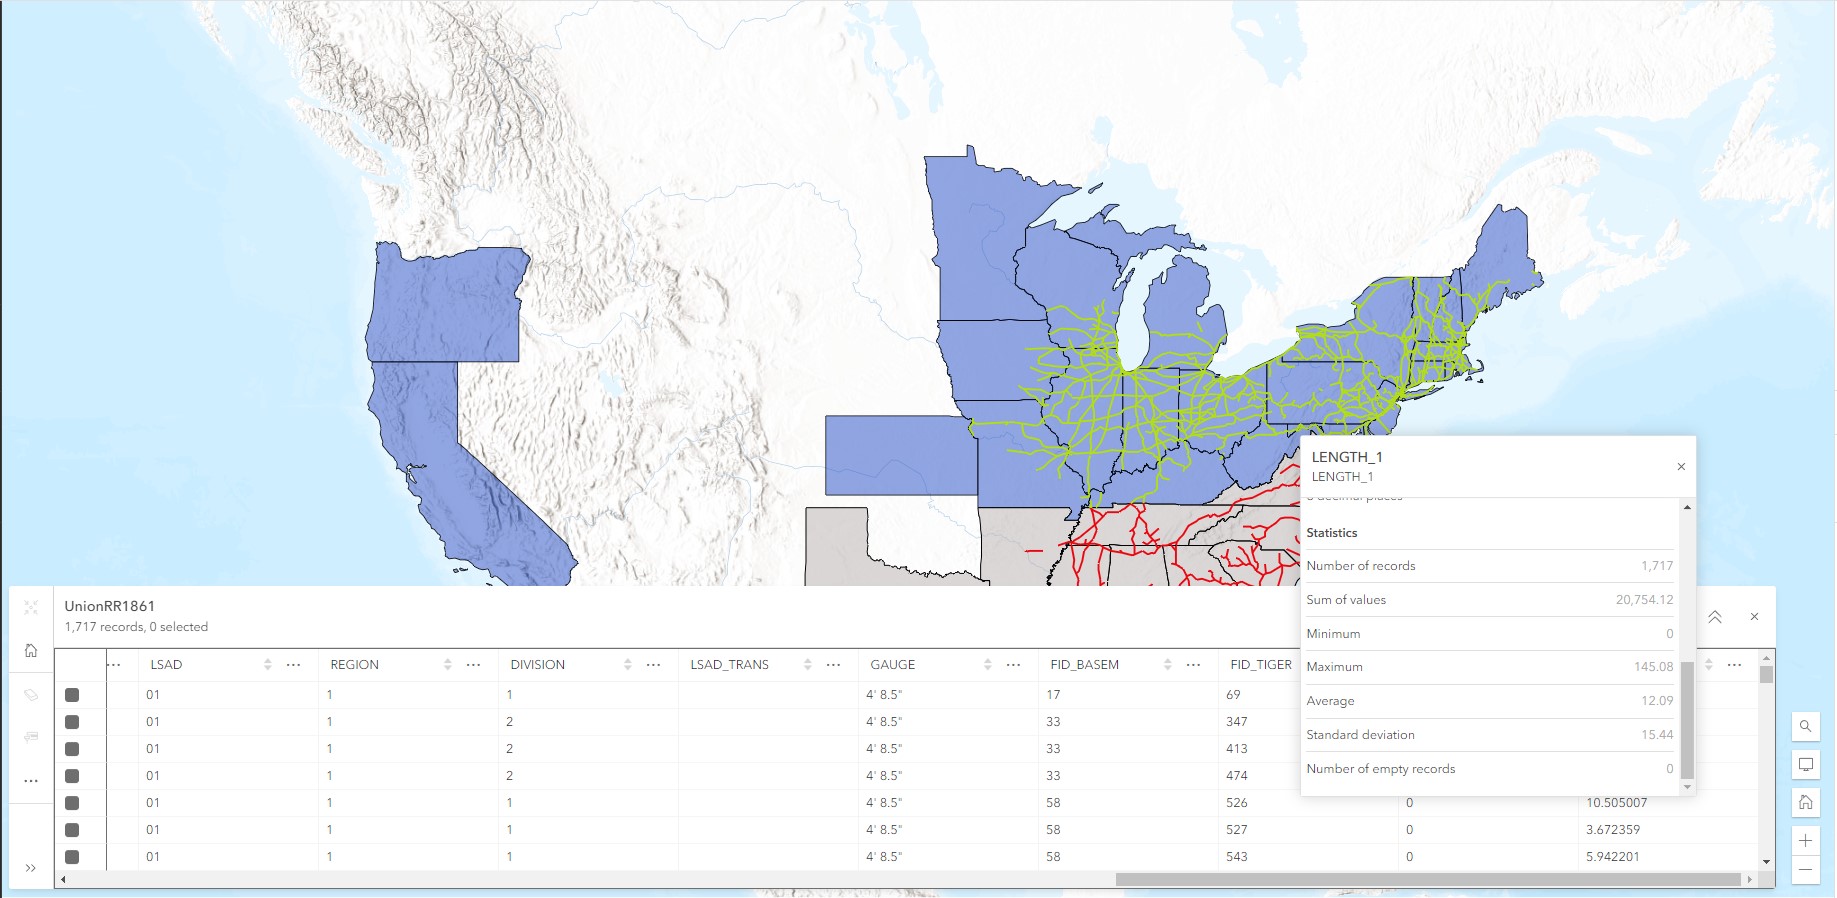 LENGTH_1
LENGTH_1
3 decimal places
Statistics
Number of records 1,717
Sum of values 20,754.12
Minimum 0
Maximum 145.08
Average 12.09
Standard deviation 15.44
Number of empty records 0
UnionRR1861
1,717 records, 0 selected
LSAD REGION DIVISION LSAD_TRANS GAUGE FID_BASEM FID_TIGER
01 1 1 4' 8.5" 17 69
01 1 2 4' 8.5" 33 347
01 1 2 4' 8.5" 33 413
01 1 2 4' 8.5" 33 474
01 1 1 4' 8.5" 58 526 0 10.505007
01 1 1 4' 8.5" 58 527 0 3.672359
01 1 1 4' 8.5" 58 543 0 5.942201